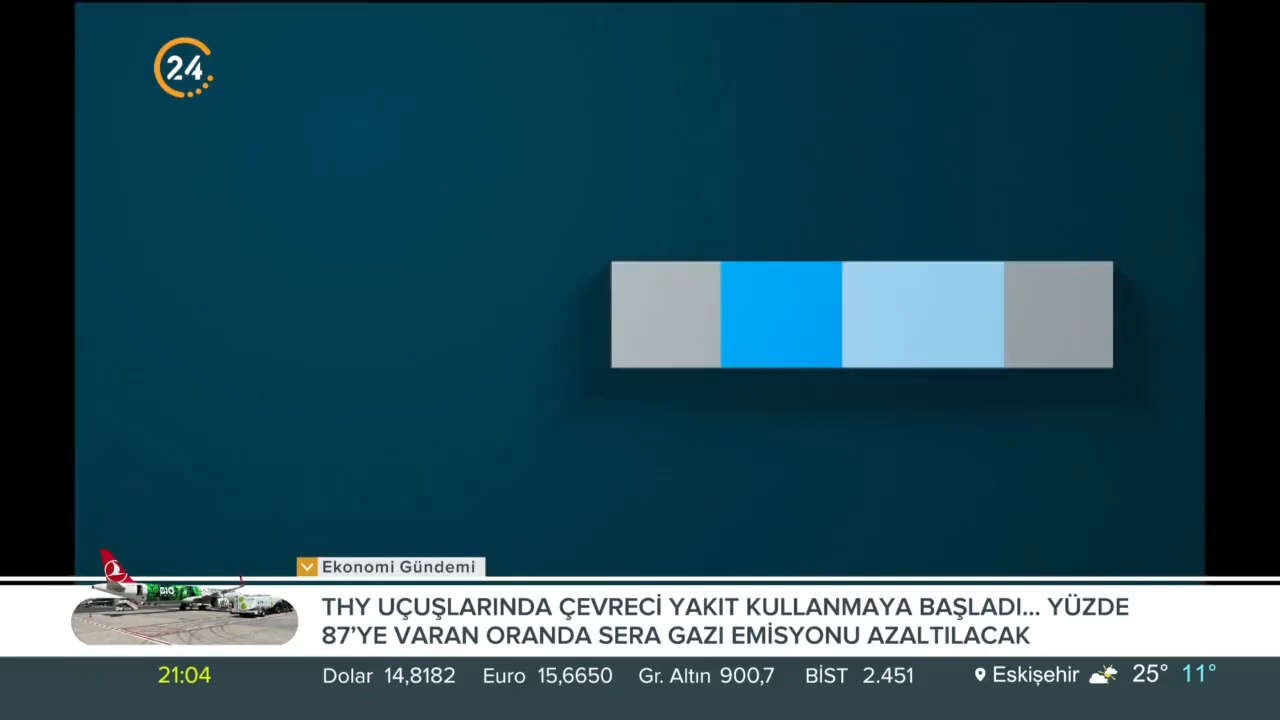 24
Ekonomi Gündemi
BIO
THY UÇUŞLARINDA ÇEVRECİ YAKIT KULLANMAYA BAŞLADI... YÜZDE
87'YE VARAN ORANDA SERA GAZI EMİSYONU AZALTILACAK
21:04 Dolar 14,8182 Euro 15,6650 Gr. Altın 900,7 BİST 2.451 Eskişehir 25° 11°